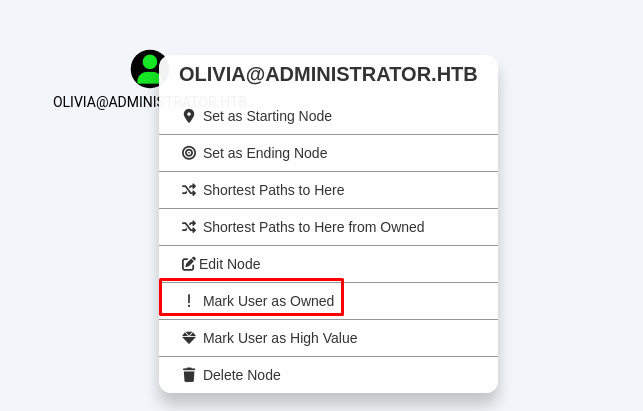 OLIVIA@ADMINISTRATOR.HTB
OLIVIA@ADMINISTRATOR.HTB
Set as Starting Node
Set as Ending Node
Shortest Paths to Here
Shortest Paths to Here from Owned
Edit Node
Mark User as Owned
Mark User as High Value
Delete Node